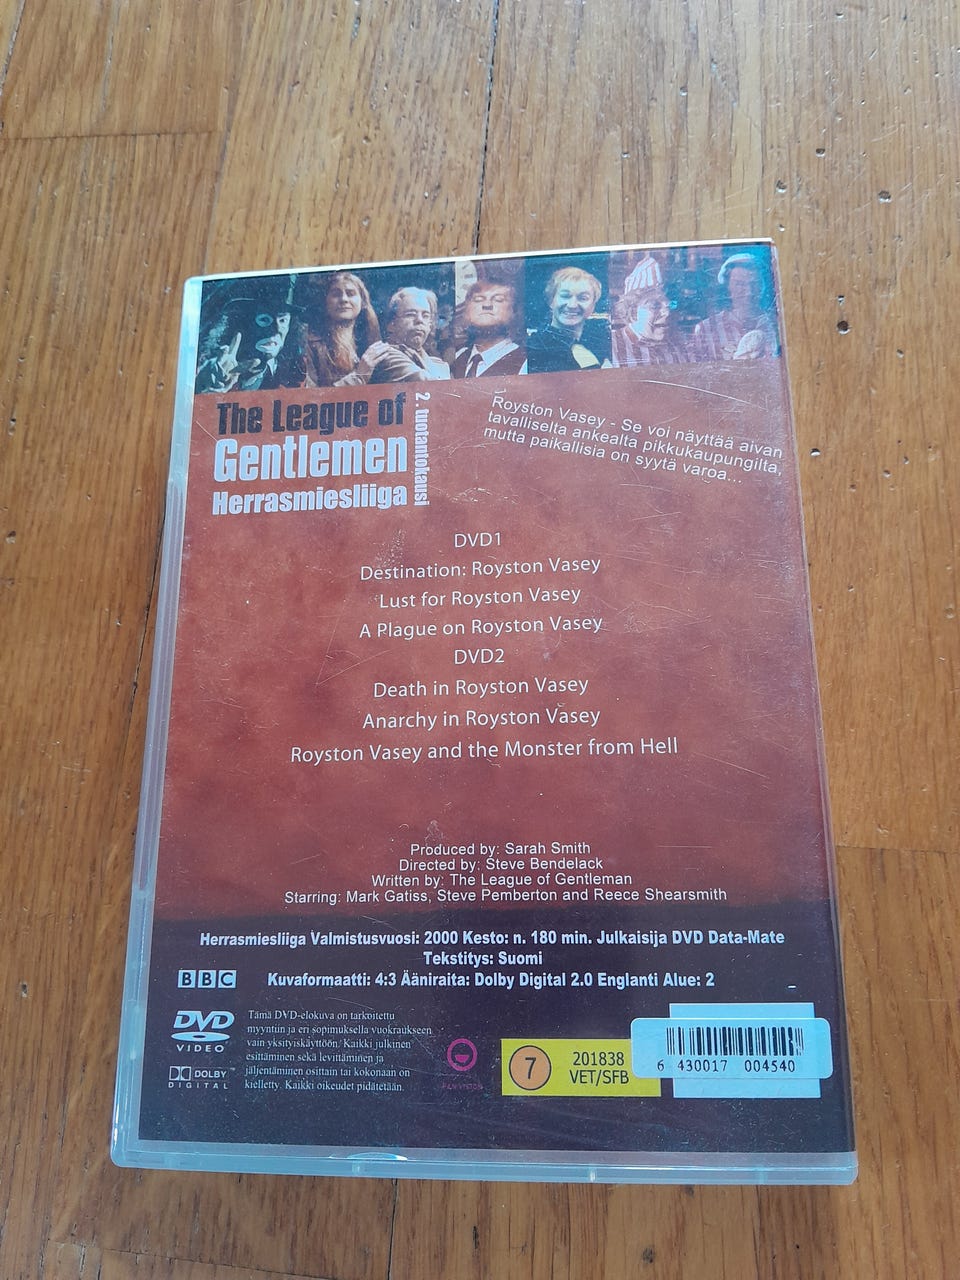 The League of
Gentlemen
Herrasmiesliiga
2. tuotantokausi
Royston Vasey - Se voi näyttää aivan
tavalliselta ankealta pikkukaupungilta,
mutta paikallisia on syytä varoa...
DVD1
Destination: Royston Vasey
Lust for Royston Vasey
A Plague on Royston Vasey
DVD2
Death in Royston Vasey
Anarchy in Royston Vasey
Royston Vasey and the Monster from Hell
Produced by: Sarah Smith
Directed by: Steve Bendelack
Written by: The League of Gentleman
Starring: Mark Gatiss, Steve Pemberton and Reece Shearsmith
Herrasmiesliiga Valmistusvuosi: 2000 Kesto: n. 180 min. Julkaisija DVD Data-Mate
Tekstitys: Suomi
Kuvaformaatti: 4:3 Ääniraita: Dolby Digital 2.0 Englanti Alue: 2
BBC
DVD
VIDEO
DOLBY
DIGITAL
Tämä DVD-elokuva on tarkoitettu
myyntiin ja eri sopimuksella vuokraukseen
vain yksityiskäyttöön. Kaikki julkinen
esittäminen sekä levittäminen ja
jäljentäminen osittain tai kokonaan on
kielletty. Kaikki oikeudet pidätetään.
7
201838
VET/SFB
6 430017 004540